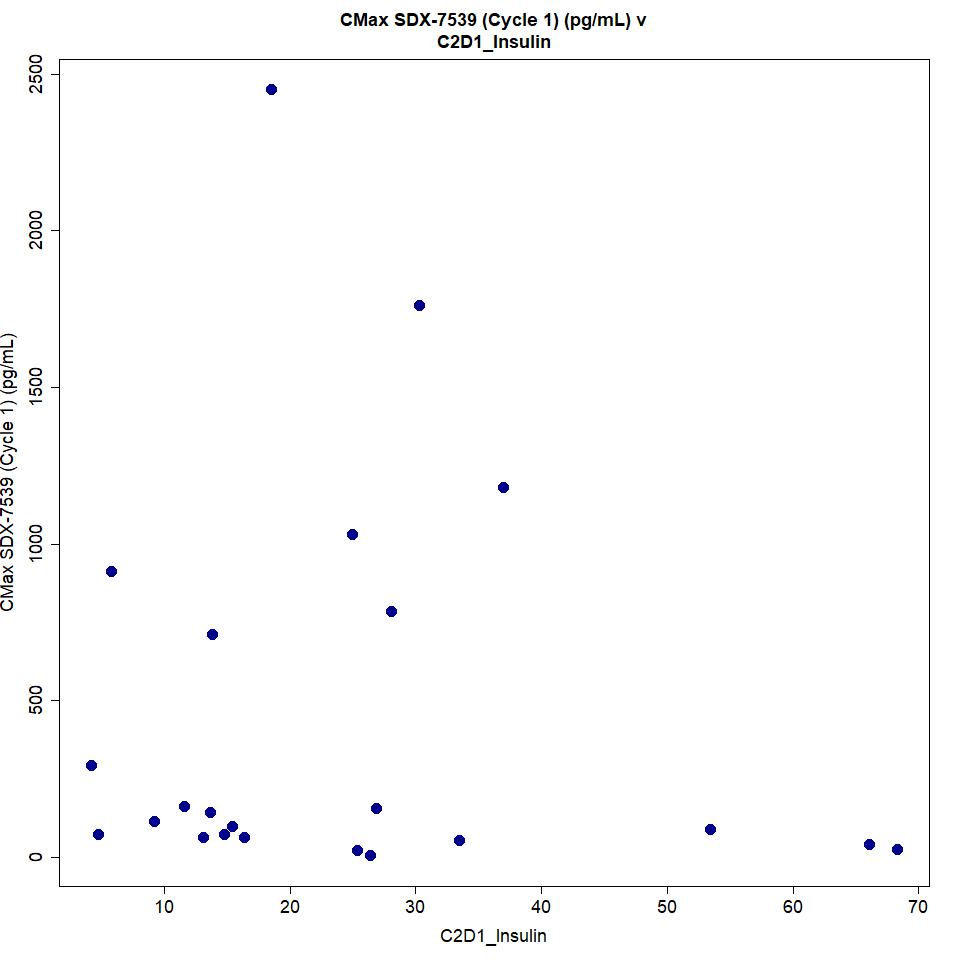 CMax SDX-7539 (Cycle 1) (pg/mL) v
C2D1_Insulin
2500
2000
1500
1000
500
0
CMax SDX-7539 (Cycle 1) (pg/mL)
10 20 30 40 50 60 70
C2D1_Insulin